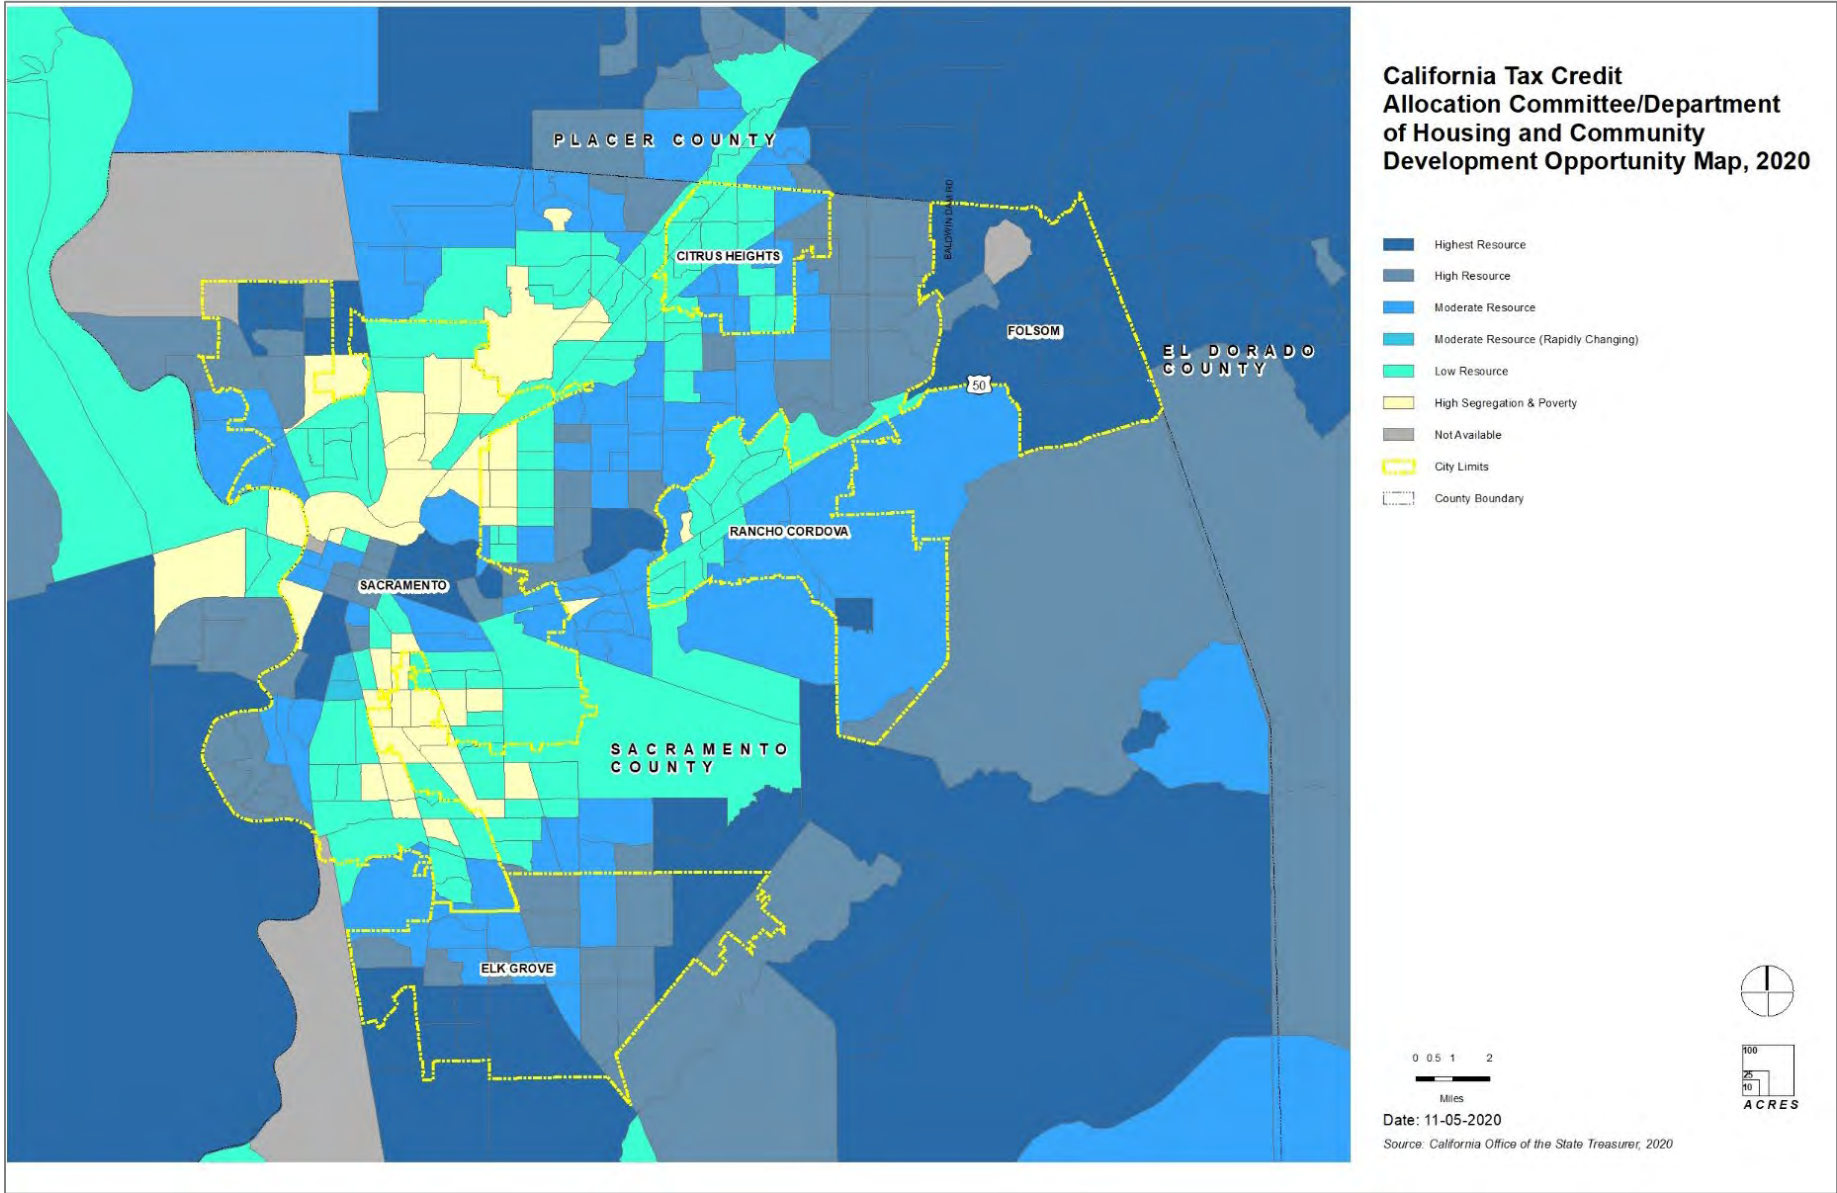 California Tax Credit
Allocation Committee/Department
of Housing and Community
Development Opportunity Map, 2020
Highest Resource
High Resource
Moderate Resource
Moderate Resource (Rapidly Changing)
Low Resource
High Segregation & Poverty
Not Available
City Limits
County Boundary
PLACER COUNTY
BALDWIN DAM RD
CITRUS HEIGHTS
FOLSOM
EL DORADO
COUNTY
50
RANCHO CORDOVA
SACRAMENTO
SACRAMENTO
COUNTY
ELK GROVE
0 0.5 1 2
Miles
100
25
10
ACRES
Date: 11-05-2020
Source: California Office of the State Treasurer, 2020